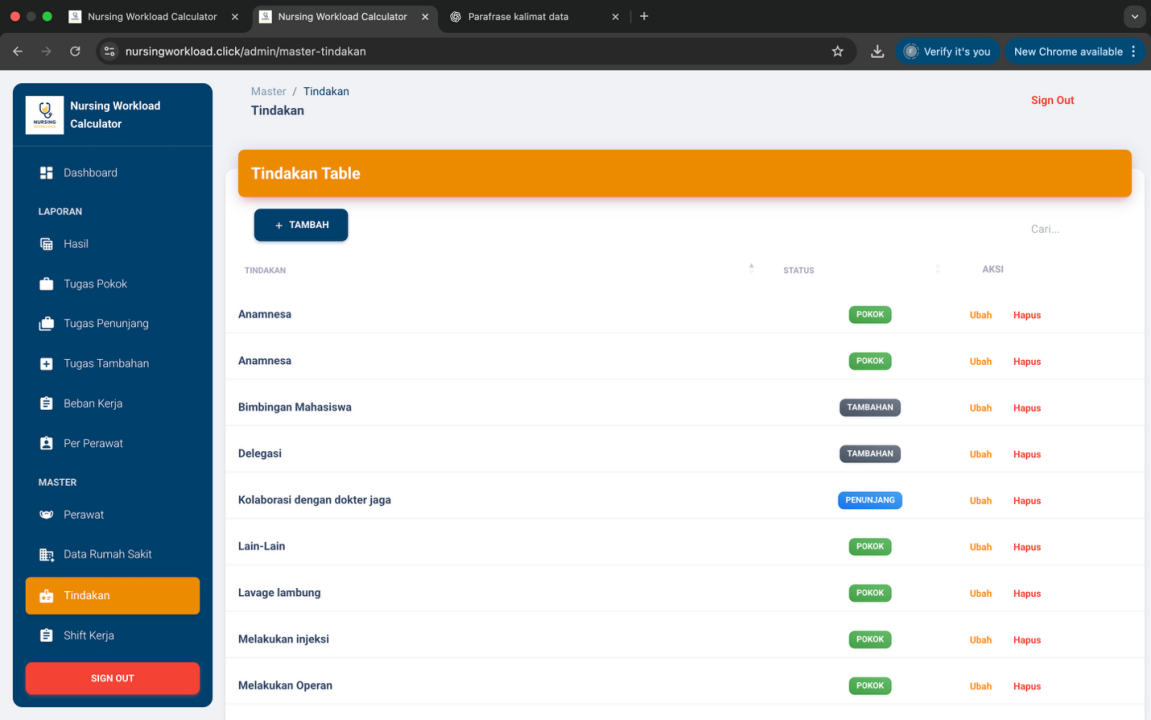 Nursing Workload Calculator
Nursing Workload Calculator
Parafrase kalimat data
nursingworkload.click/admin/master-tindakan
Verify it's you
New Chrome available
NURSING
Nursing Workload
Calculator
Master / Tindakan
Tindakan
Sign Out
Dashboard
LAPORAN
Hasil
Tugas Pokok
Tugas Penunjang
Tugas Tambahan
Beban Kerja
Per Perawat
MASTER
Perawat
Data Rumah Sakit
Tindakan
Shift Kerja
SIGN OUT
Tindakan Table
+ TAMBAH
Cari...
TINDAKAN STATUS AKSI
Anamnesa POKOK Ubah Hapus
Anamnesa POKOK Ubah Hapus
Bimbingan Mahasiswa TAMBAHAN Ubah Hapus
Delegasi TAMBAHAN Ubah Hapus
Kolaborasi dengan dokter jaga PENUNJANG Ubah Hapus
Lain-Lain POKOK Ubah Hapus
Lavage lambung POKOK Ubah Hapus
Melakukan injeksi POKOK Ubah Hapus
Melakukan Operan POKOK Ubah Hapus